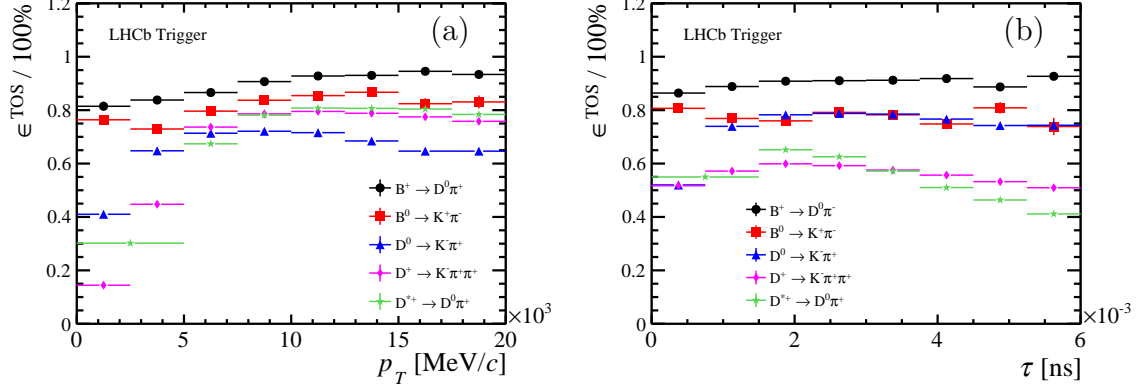 1.2
1
0.8
0.6
0.4
0.2
0
∈^TOS / 100%
LHCb Trigger
(a)
B⁺ → D⁰π⁺
B⁰ → K⁺π⁻
D⁰ → K⁻π⁺
D⁺ → K⁻π⁺π⁺
D*⁺ → D⁰π⁺
0 5 10 15 20
×10³
p_T [MeV/c]
1.2
1
0.8
0.6
0.4
0.2
0
∈^TOS / 100%
LHCb Trigger
(b)
B⁺ → D⁰π⁻
B⁰ → K⁺π⁻
D⁰ → K⁻π⁺
D⁺ → K⁻π⁺π⁺
D*⁺ → D⁰π⁺
0 2 4 6
×10⁻³
τ [ns]